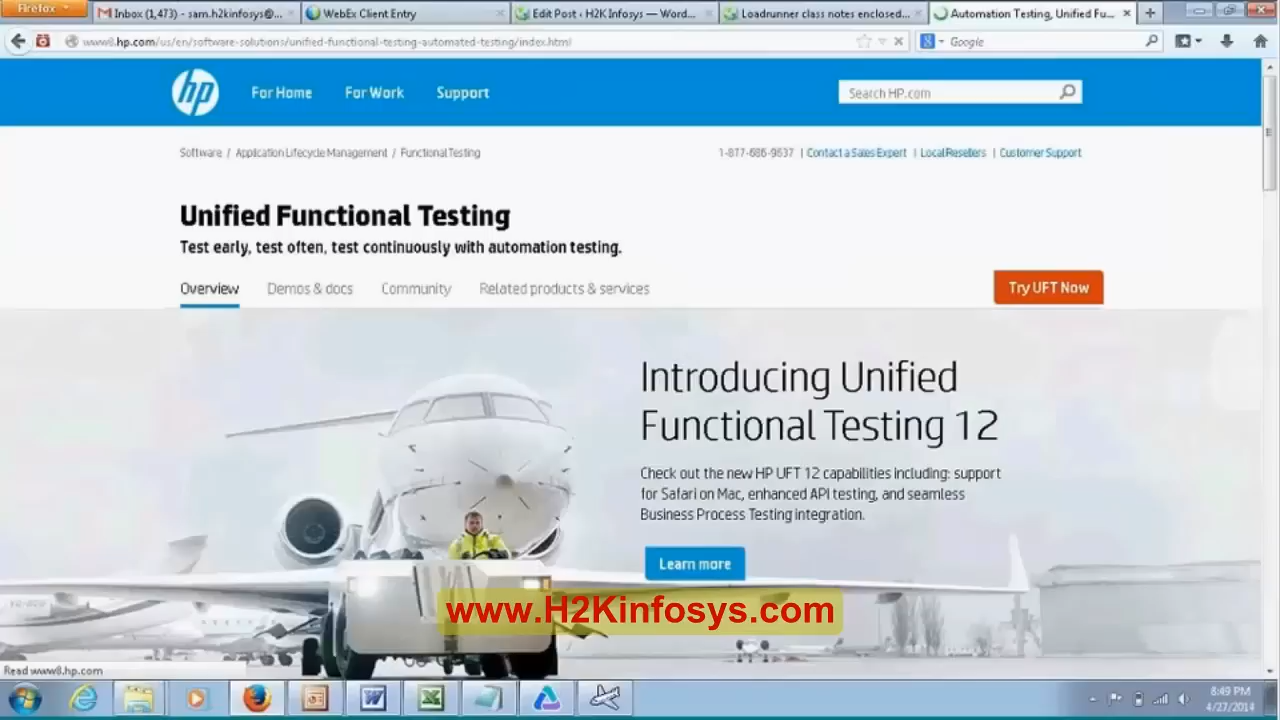 Firefox
Inbox (1,473) - sam.h2kinfosys@...
WebEx Client Entry
Edit Post ‹ H2K Infosys — Word...
Loadrunner class notes enclosed...
Automation Testing, Unified Fu...
www8.hp.com/us/en/software-solutions/unified-functional-testing-automated-testing/index.html
Google
hp
For Home
For Work
Support
Search HP.com
Software / Application Lifecycle Management / Functional Testing
1-877-686-9637 | Contact a Sales Expert | Local Resellers | Customer Support
Unified Functional Testing
Test early, test often, test continuously with automation testing.
Overview
Demos & docs
Community
Related products & services
Try UFT Now
Introducing Unified
Functional Testing 12
Check out the new HP UFT 12 capabilities including: support
for Safari on Mac, enhanced API testing, and seamless
Business Process Testing integration.
Learn more
www.H2Kinfosys.com
Read www8.hp.com
8:49 PM
4/27/2014